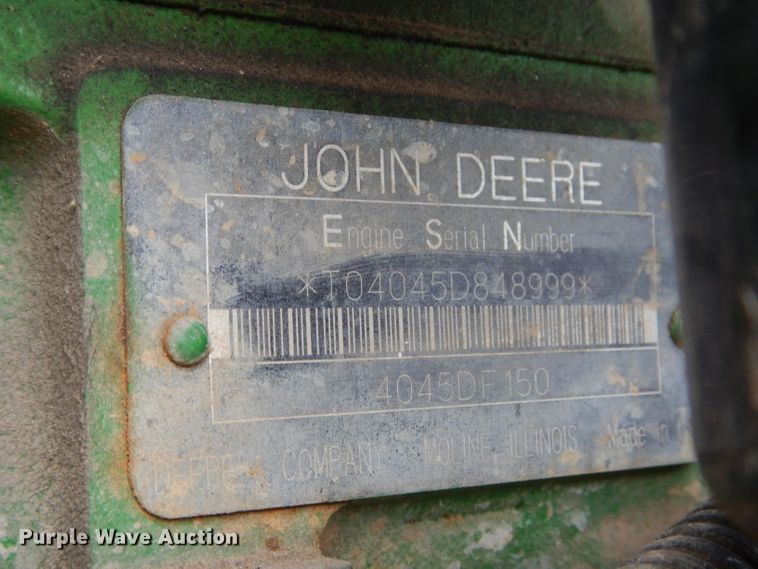 JOHN DEERE
Engine Serial Number
*T04045D848999*
4045DF150
DEERE & COMPANY MOLINE, ILLINOIS Made in
Purple Wave Auction